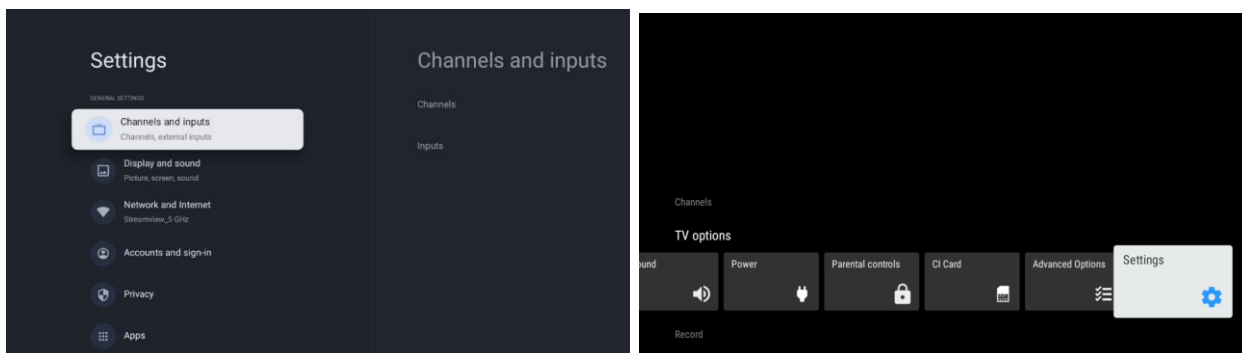 Settings
GENERAL SETTINGS
Channels and inputs
Channels, external inputs
Display and sound
Picture, screen, sound
Network and Internet
Streamview_5 GHz
Accounts and sign-in
Privacy
Apps
Channels and inputs
Channels
Inputs
Channels
TV options
ound
Power
Parental controls
CI Card
Advanced Options
Settings
Record